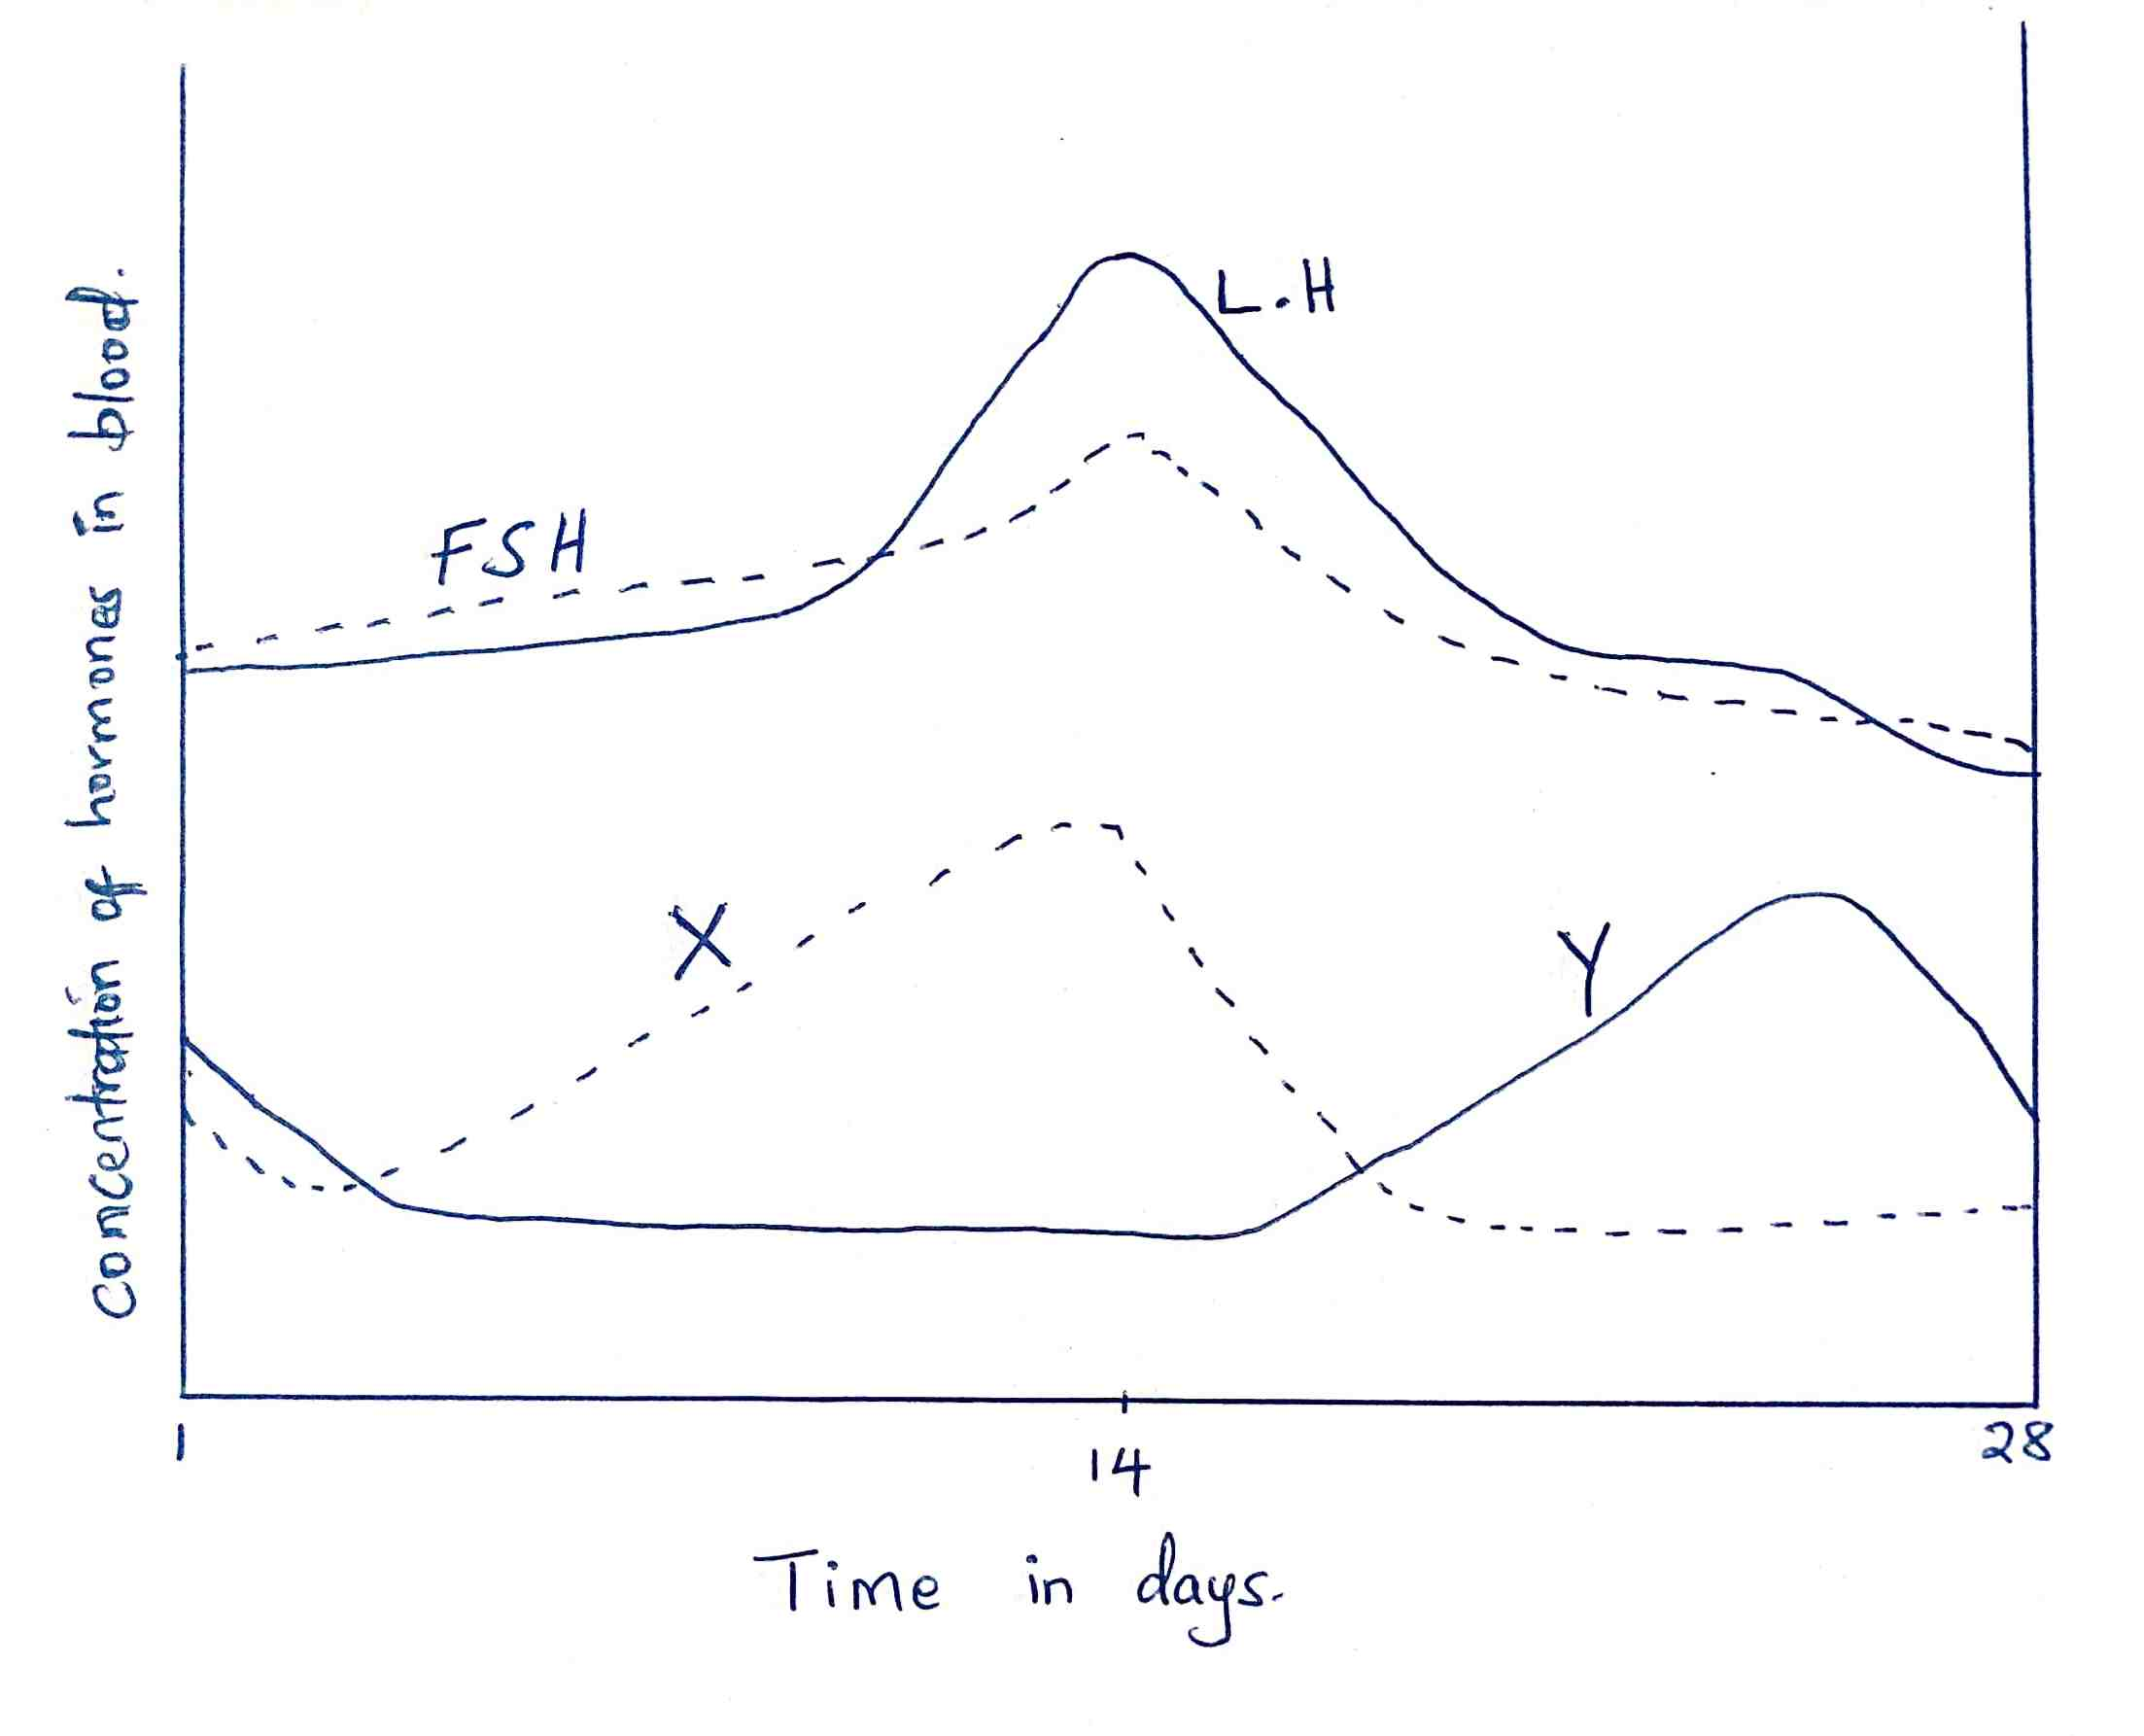 Concentration of hormones in blood.
L.H
FSH
X
Y
1
14
28
Time in days.